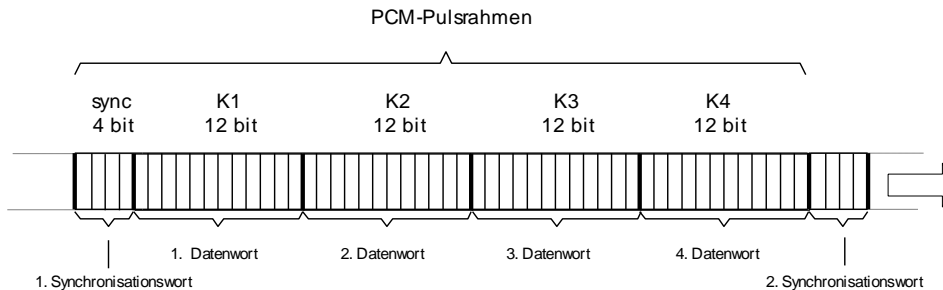 PCM-Pulsrahmen
sync K1 K2 K3 K4
4 bit 12 bit 12 bit 12 bit 12 bit
1. Datenwort 2. Datenwort 3. Datenwort 4. Datenwort
1. Synchronisationswort 2. Synchronisationswort